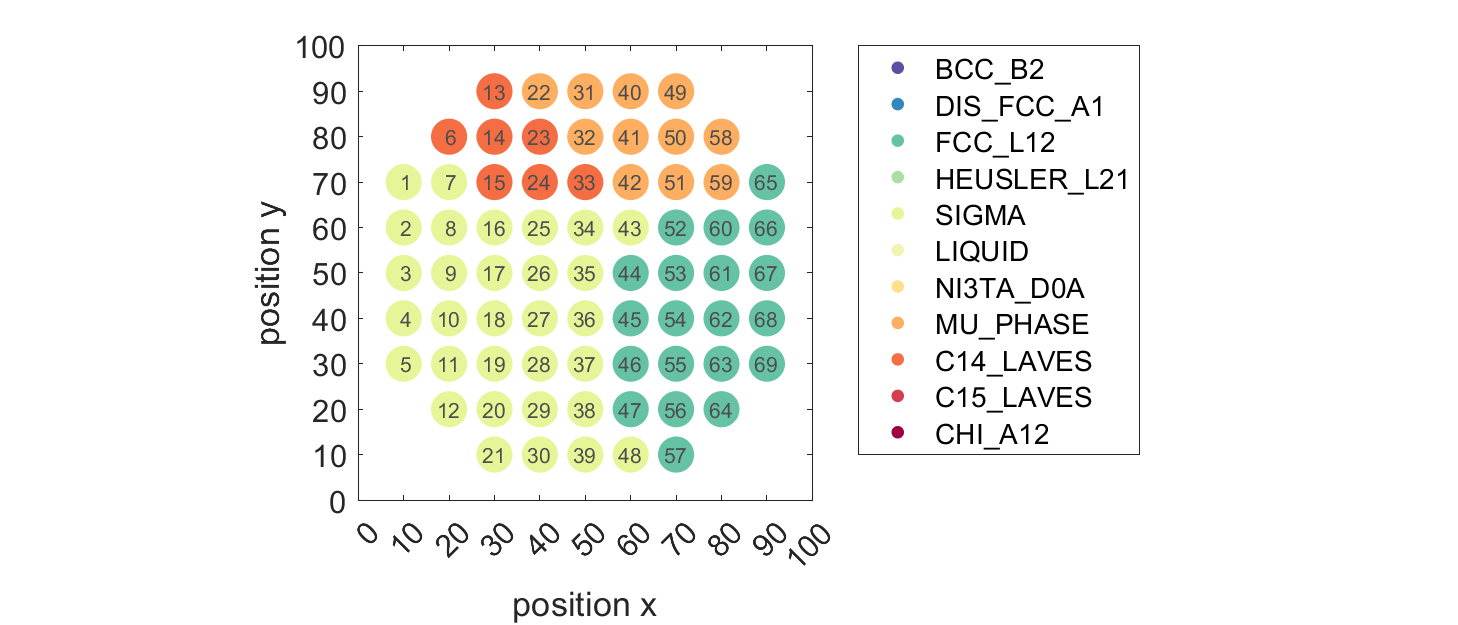 100
90
80
70
60
50
40
30
20
10
0
position y
13 22 31 40 49
6 14 23 32 41 50 58
1 7 15 24 33 42 51 59 65
2 8 16 25 34 43 52 60 66
3 9 17 26 35 44 53 61 67
4 10 18 27 36 45 54 62 68
5 11 19 28 37 46 55 63 69
12 20 29 38 47 56 64
21 30 39 48 57
0 10 20 30 40 50 60 70 80 90 100
position x
BCC_B2
DIS_FCC_A1
FCC_L12
HEUSLER_L21
SIGMA
LIQUID
NI3TA_D0A
MU_PHASE
C14_LAVES
C15_LAVES
CHI_A12